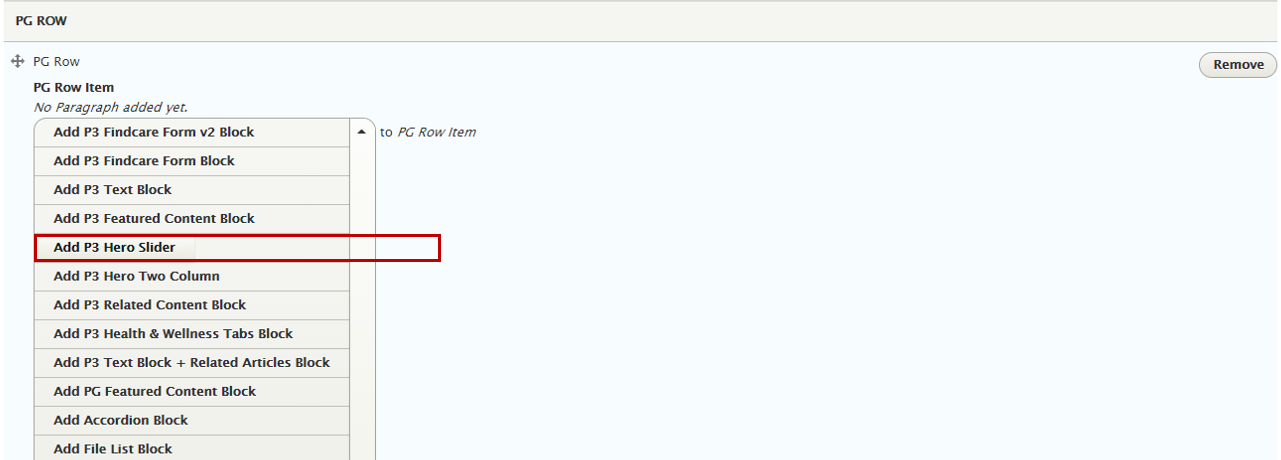 PG ROW
PG Row
Remove
PG Row Item
No Paragraph added yet.
Add P3 Findcare Form v2 Block
to PG Row Item
Add P3 Findcare Form Block
Add P3 Text Block
Add P3 Featured Content Block
Add P3 Hero Slider
Add P3 Hero Two Column
Add P3 Related Content Block
Add P3 Health & Wellness Tabs Block
Add P3 Text Block + Related Articles Block
Add PG Featured Content Block
Add Accordion Block
Add File List Block